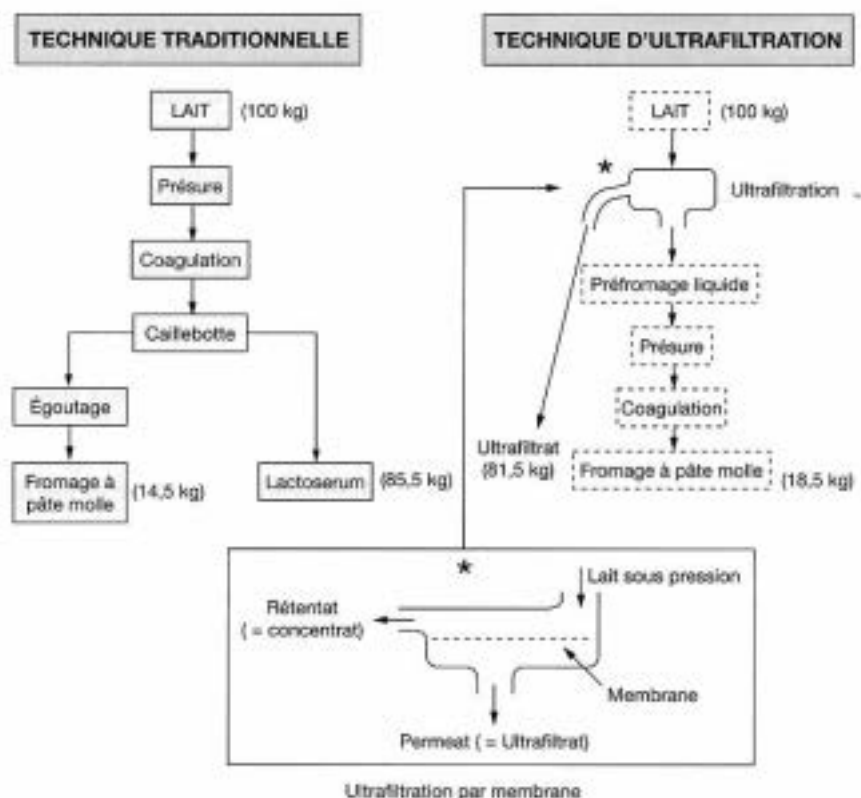 TECHNIQUE TRADITIONNELLE
LAIT (100 kg)
Présure
Coagulation
Caillebotte
Égoutage
Fromage à
pâte molle
(14,5 kg)
Lactoserum (85,5 kg)
TECHNIQUE D'ULTRAFILTRATION
LAIT (100 kg)
*
Ultrafiltration
Préfromage liquide
Présure
Coagulation
Ultrafiltrat
(81,5 kg)
Fromage à pâte molle (18,5 kg)
*
Lait sous pression
Rétentat
( = concentrat)
Membrane
Permeat ( = Ultrafiltrat)
Ultrafiltration par membrane